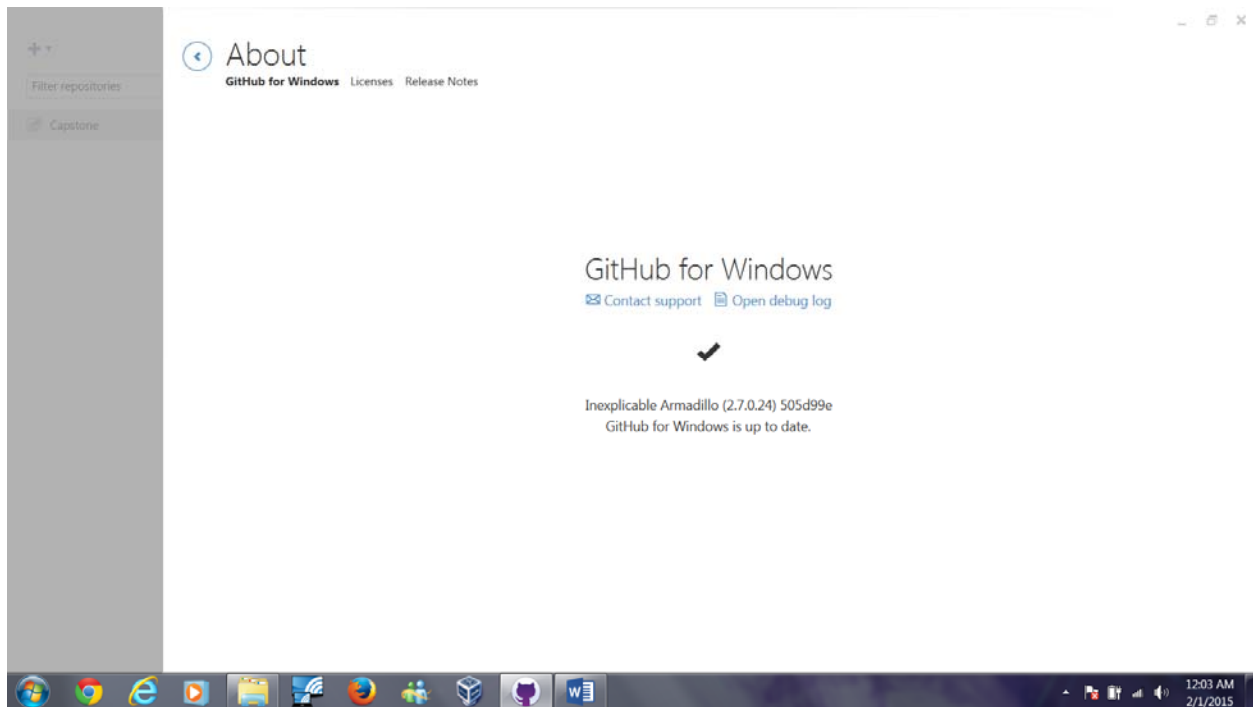 About
GitHub for Windows Licenses Release Notes
Filter repositories
Capstone
GitHub for Windows
Contact support Open debug log
Inexplicable Armadillo (2.7.0.24) 505d99e
GitHub for Windows is up to date.
12:03 AM
2/1/2015